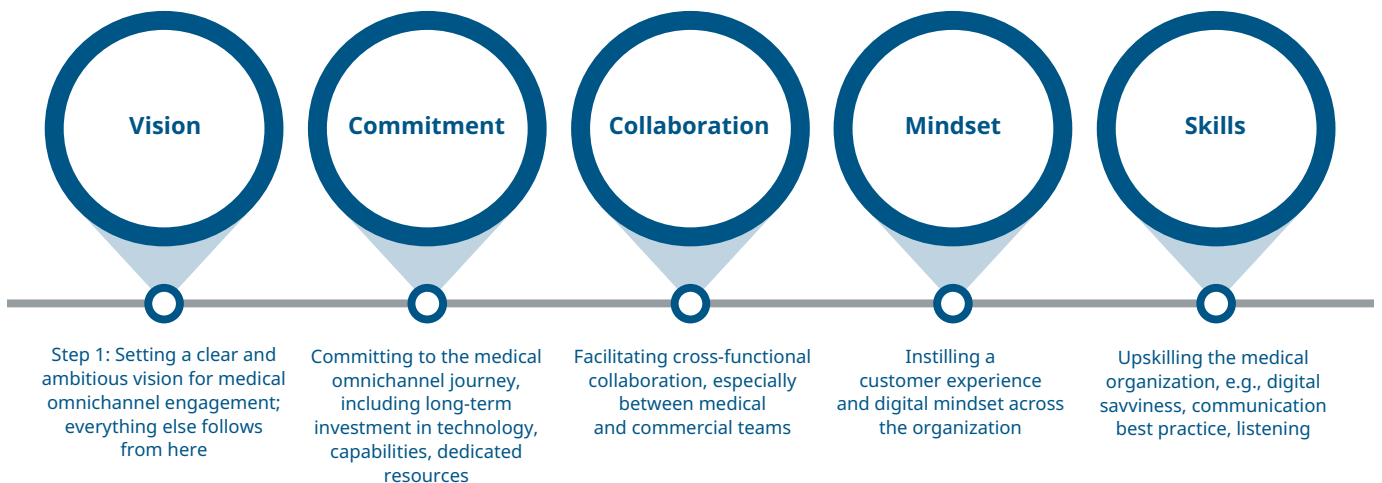 Vision
Commitment
Collaboration
Mindset
Skills
Step 1: Setting a clear and
ambitious vision for medical
omnichannel engagement;
everything else follows
from here
Committing to the medical
omnichannel journey,
including long-term
investment in technology,
capabilities, dedicated
resources
Facilitating cross-functional
collaboration, especially
between medical
and commercial teams
Instilling a
customer experience
and digital mindset across
the organization
Upskilling the medical
organization, e.g., digital
savviness, communication
best practice, listening